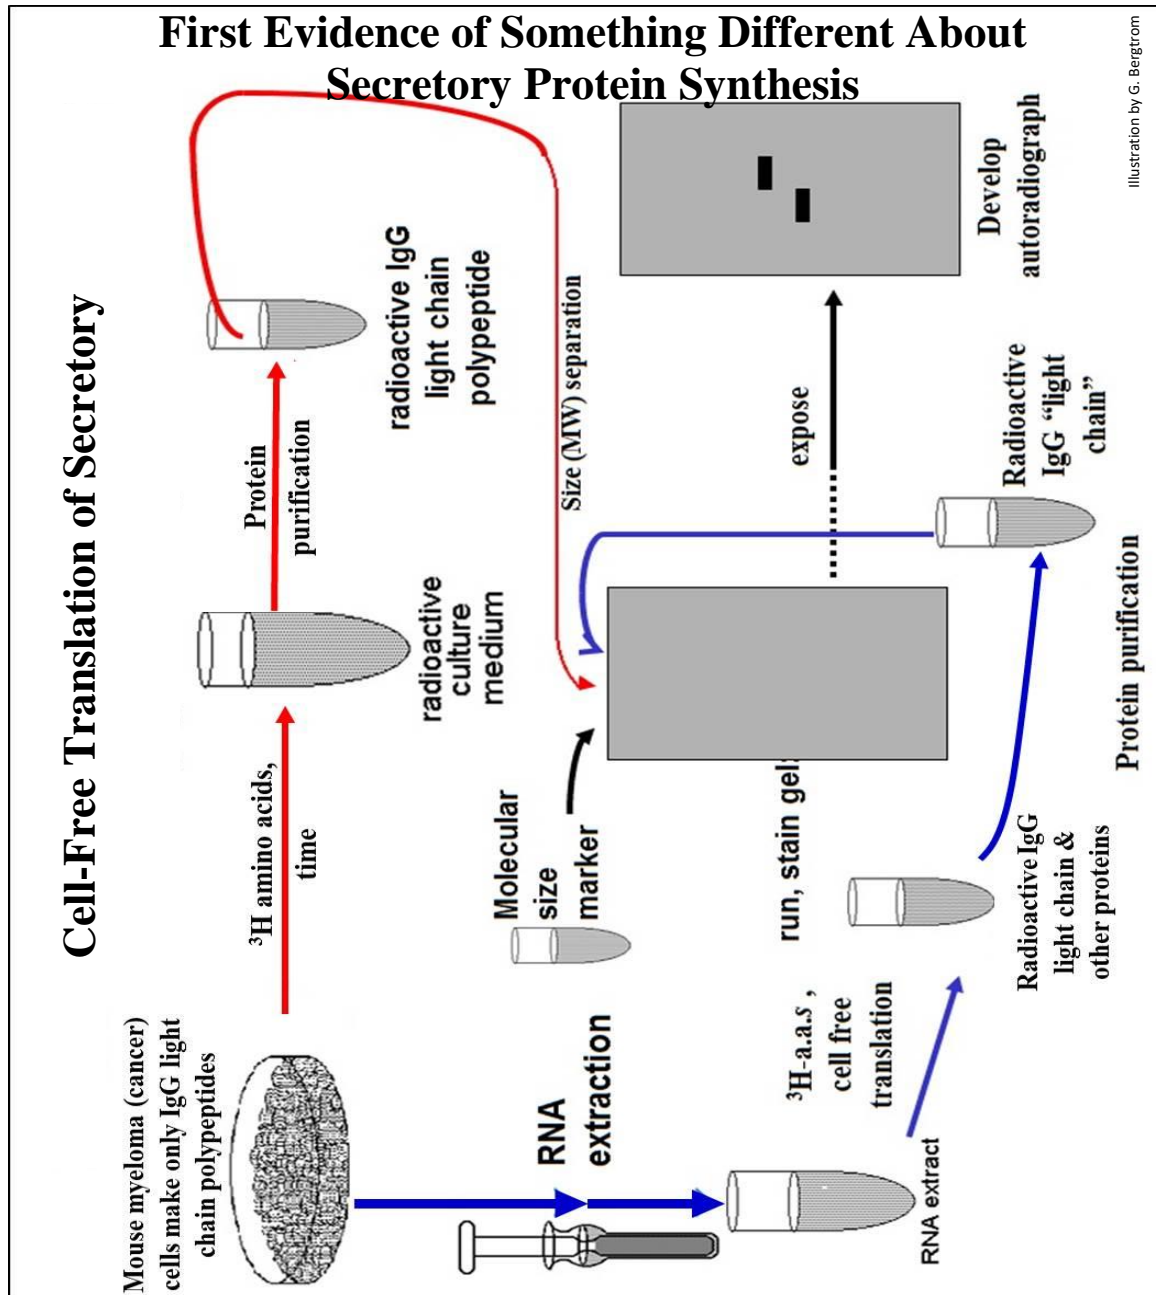 First Evidence of Something Different About
Secretory Protein Synthesis
Illustration by G. Bergtrom
Cell-Free Translation of Secretory
Mouse myeloma (cancer)
cells make only IgG light
chain polypeptides
³H amino acids,
time
radioactive
culture
medium
Protein
purification
radioactive IgG
light chain
polypeptide
Size (MW) separation
Molecular
size
marker
run, stain gel
expose
Develop
autoradiograph
RNA
extraction
RNA extract
³H-a.a.s ,
cell free
translation
Radioactive IgG
light chain &
other proteins
Protein purification
Radioactive
IgG “light
chain”